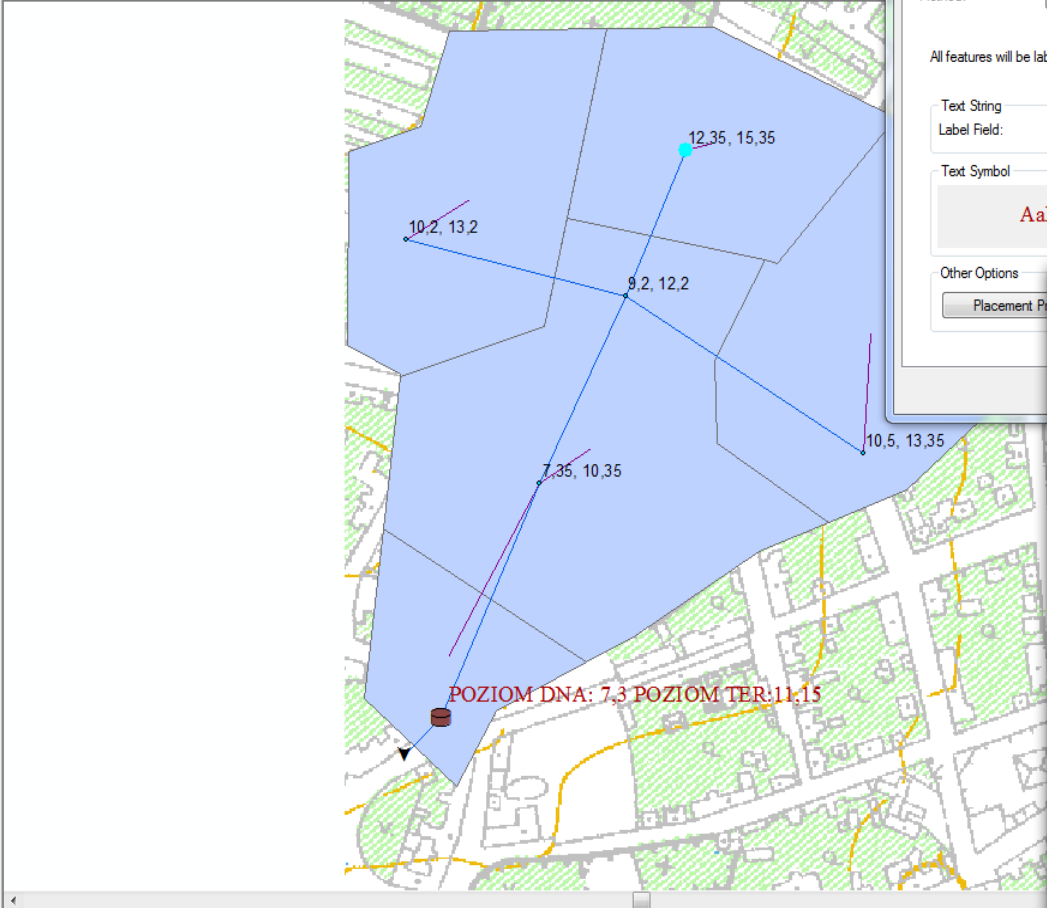 All features will be lab
Text String
Label Field:
Text Symbol
Aa
Other Options
Placement Pr
12,35, 15,35
10,2, 13,2
9,2, 12,2
10,5, 13,35
7,35, 10,35
POZIOM DNA: 7,3 POZIOM TER:11,15